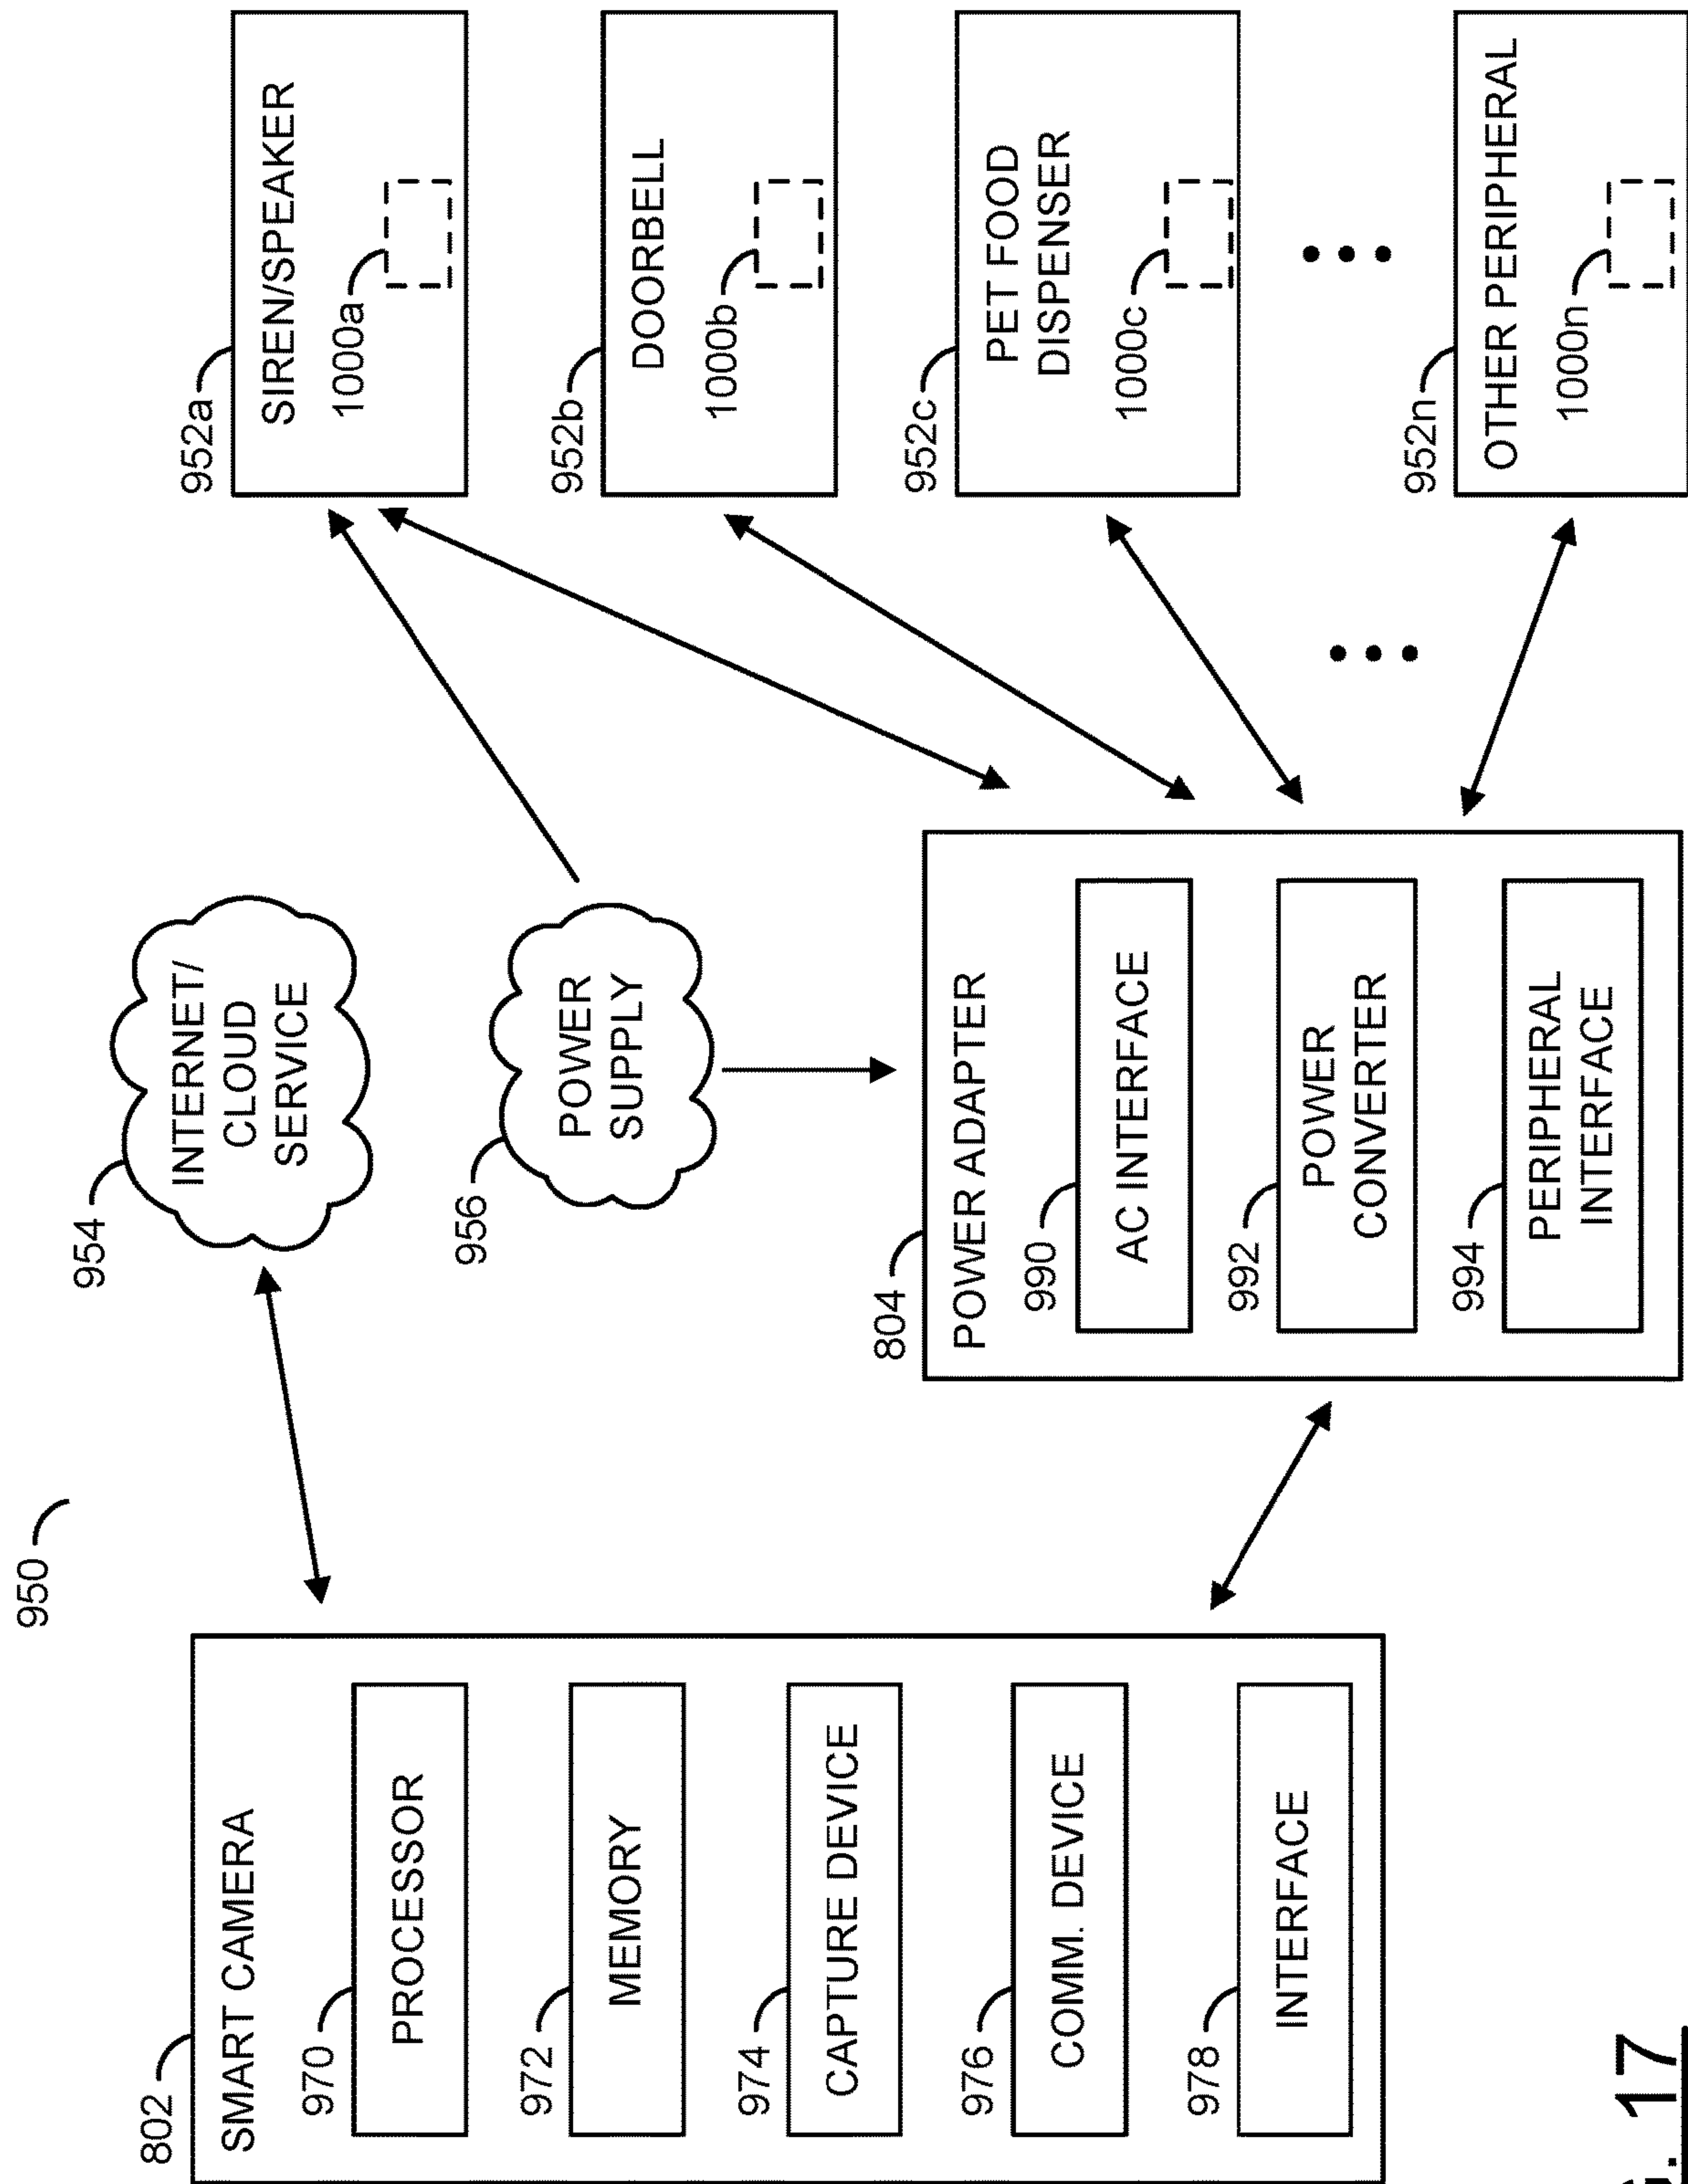 950
802
SMART CAMERA
970
PROCESSOR
972
MEMORY
974
CAPTURE DEVICE
976
COMM. DEVICE
978
INTERFACE
954
INTERNET/
CLOUD
SERVICE
956
POWER
SUPPLY
804
POWER ADAPTER
990
AC INTERFACE
992
POWER
CONVERTER
994
PERIPHERAL
INTERFACE
952a
SIREN/SPEAKER
1000a
952b
DOORBELL
1000b
952c
PET FOOD
DISPENSER
1000c
952n
OTHER PERIPHERAL
1000n
17